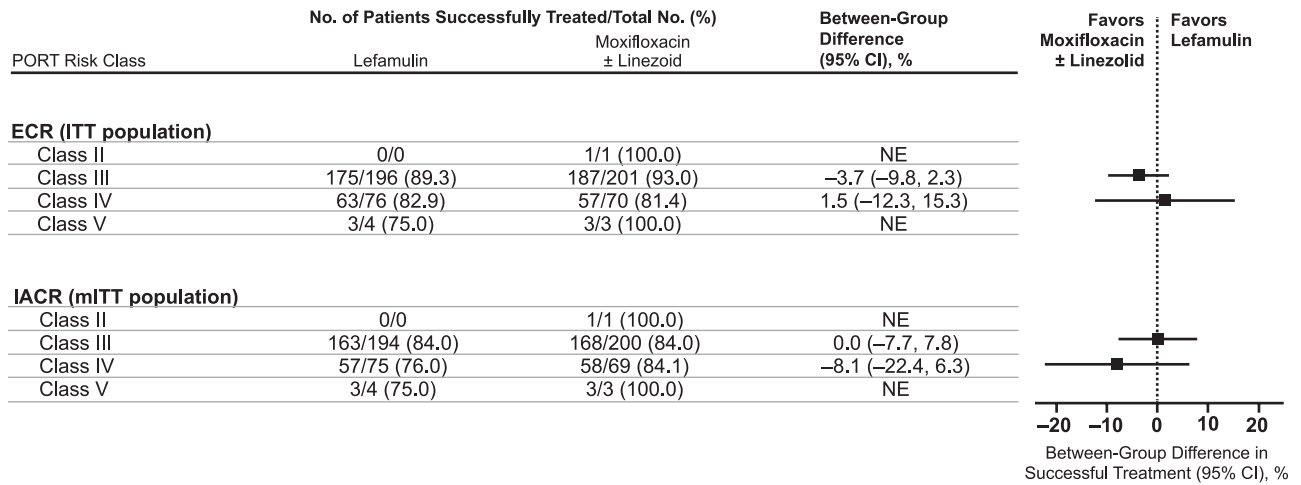 No. of Patients Successfully Treated/Total No. (%)
Between-Group
Difference
(95% CI), %
Favors
Moxifloxacin
± Linezolid
Favors
Lefamulin
PORT Risk Class
Lefamulin
Moxifloxacin
± Linezoid
ECR (ITT population)
Class II 0/0 1/1 (100.0) NE
Class III 175/196 (89.3) 187/201 (93.0) –3.7 (–9.8, 2.3)
Class IV 63/76 (82.9) 57/70 (81.4) 1.5 (–12.3, 15.3)
Class V 3/4 (75.0) 3/3 (100.0) NE
IACR (mITT population)
Class II 0/0 1/1 (100.0) NE
Class III 163/194 (84.0) 168/200 (84.0) 0.0 (–7.7, 7.8)
Class IV 57/75 (76.0) 58/69 (84.1) –8.1 (–22.4, 6.3)
Class V 3/4 (75.0) 3/3 (100.0) NE
–20 –10 0 10 20
Between-Group Difference in
Successful Treatment (95% CI), %